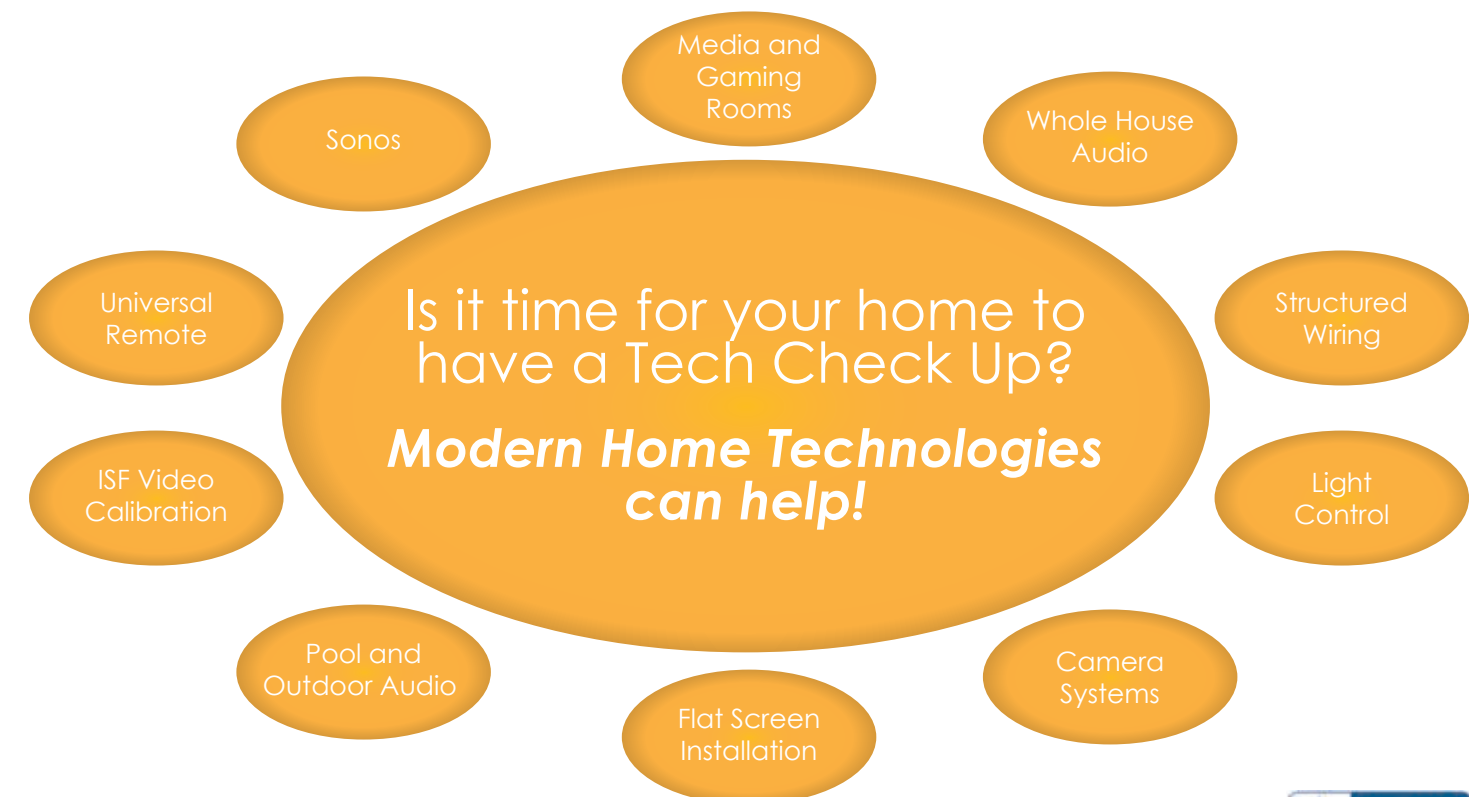 Media and
Gaming
Rooms
Sonos
Whole House
Audio
Universal
Remote
Structured
Wiring
Is it time for your home to
have a Tech Check Up?
Modern Home Technologies
can help!
ISF Video
Calibration
Light
Control
Pool and
Outdoor Audio
Camera
Systems
Flat Screen
Installation